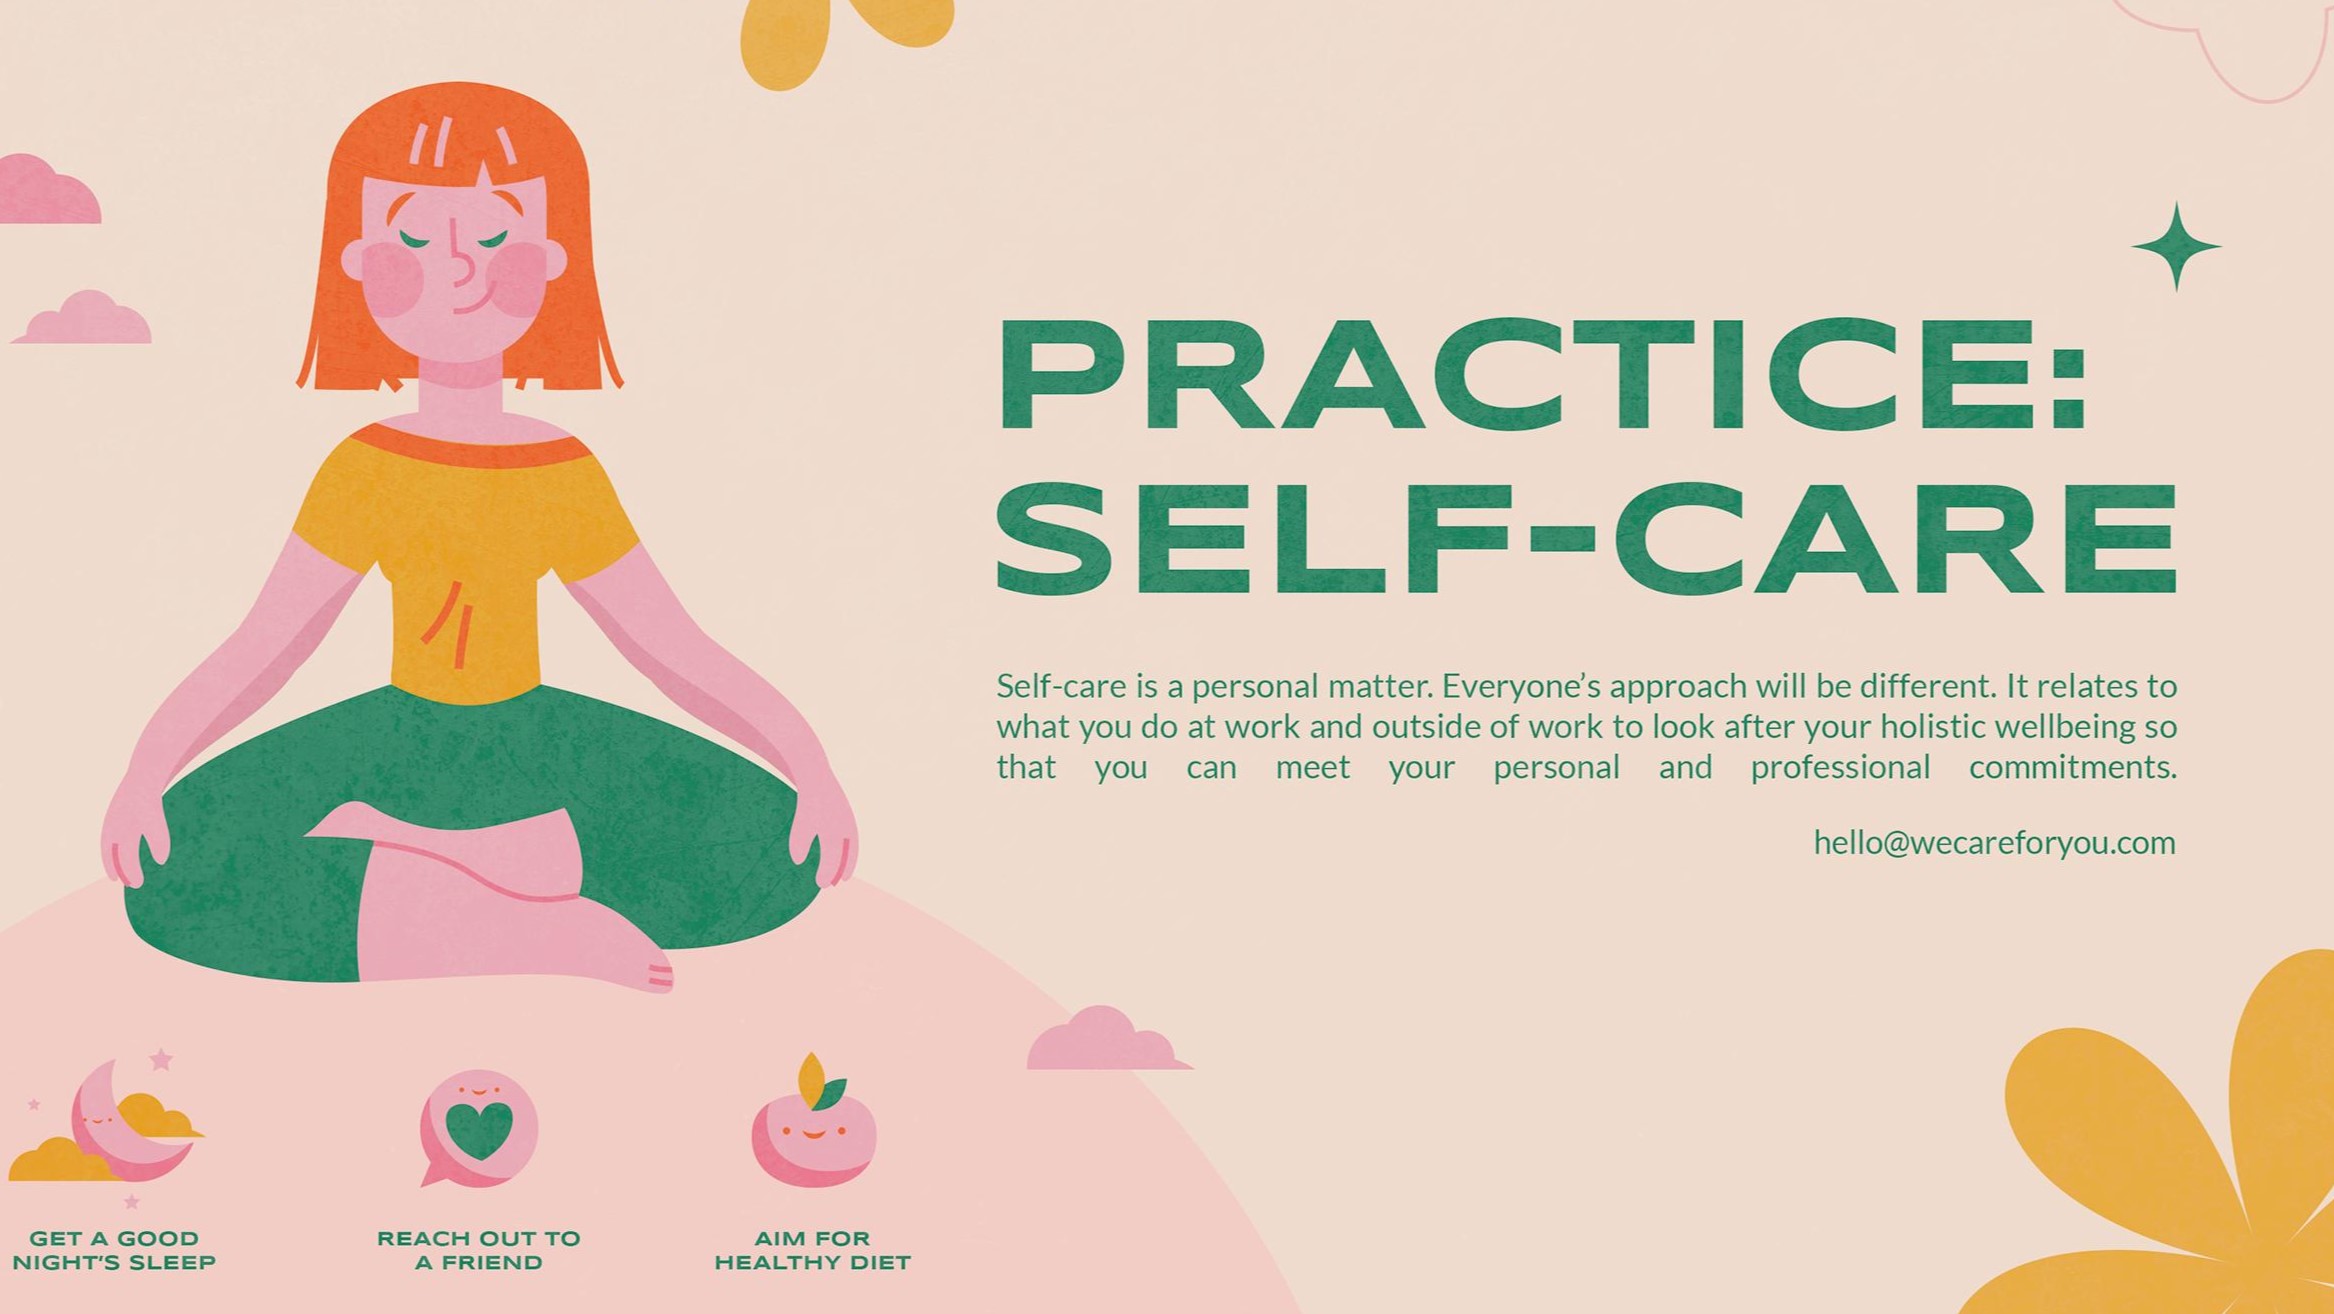 PRACTICE:
SELF-CARE
Self-care is a personal matter. Everyone’s approach will be different. It relates to
what you do at work and outside of work to look after your holistic wellbeing so
that you can meet your personal and professional commitments.
hello@wecareforyou.com
GET A GOOD
NIGHT'S SLEEP
REACH OUT TO
A FRIEND
AIM FOR
HEALTHY DIET